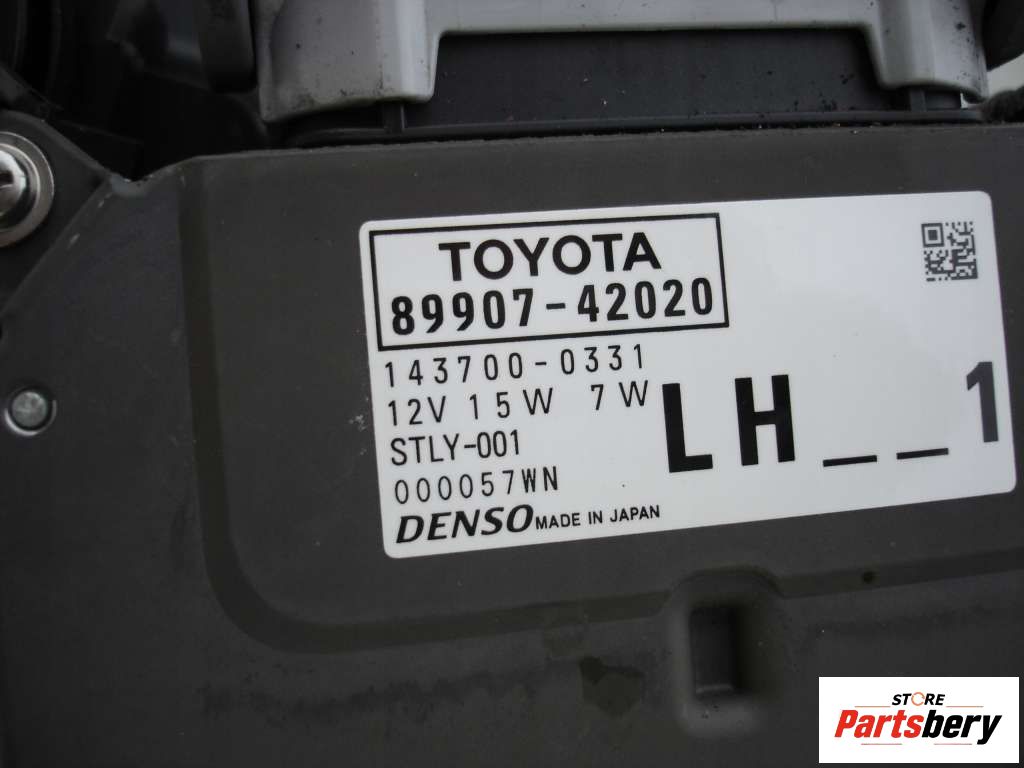 TOYOTA
89907-42020
143700-0331
12V 15W 7W
STLY-001
000057WN
LH__1
DENSO MADE IN JAPAN
STORE
Partsbery